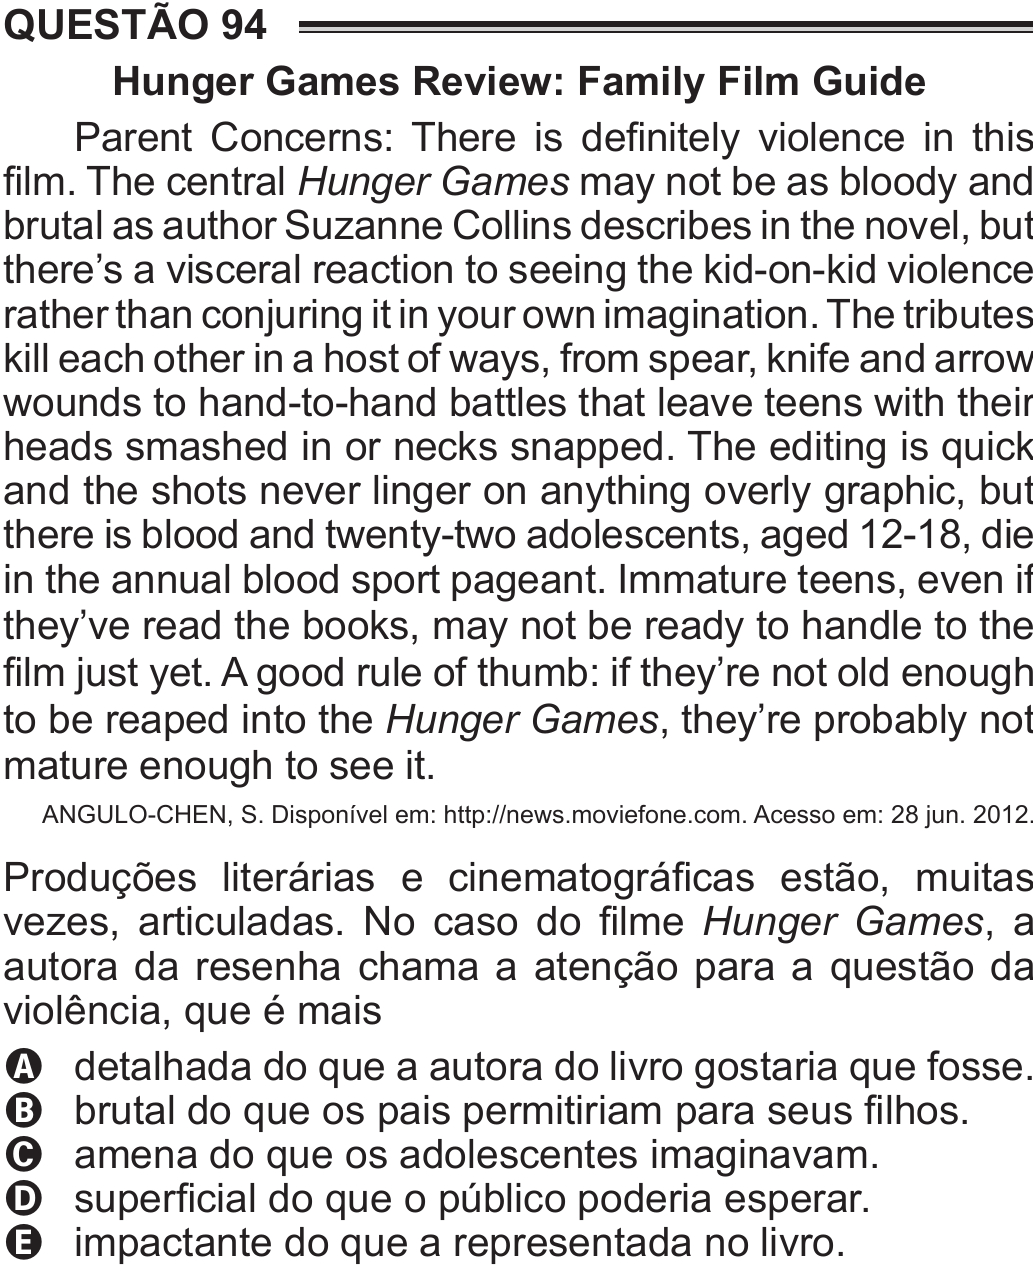 QUESTÃO 94
Hunger Games Review: Family Film Guide
Parent Concerns: There is definitely violence in this
film. The central Hunger Games may not be as bloody and
brutal as author Suzanne Collins describes in the novel, but
there’s a visceral reaction to seeing the kid-on-kid violence
rather than conjuring it in your own imagination. The tributes
kill each other in a host of ways, from spear, knife and arrow
wounds to hand-to-hand battles that leave teens with their
heads smashed in or necks snapped. The editing is quick
and the shots never linger on anything overly graphic, but
there is blood and twenty-two adolescents, aged 12-18, die
in the annual blood sport pageant. Immature teens, even if
they’ve read the books, may not be ready to handle to the
film just yet. A good rule of thumb: if they’re not old enough
to be reaped into the Hunger Games, they’re probably not
mature enough to see it.
ANGULO-CHEN, S. Disponível em: http://news.moviefone.com. Acesso em: 28 jun. 2012.
Produções literárias e cinematográficas estão, muitas
vezes, articuladas. No caso do filme Hunger Games, a
autora da resenha chama a atenção para a questão da
violência, que é mais
A detalhada do que a autora do livro gostaria que fosse.
B brutal do que os pais permitiriam para seus filhos.
C amena do que os adolescentes imaginavam.
D superficial do que o público poderia esperar.
E impactante do que a representada no livro.